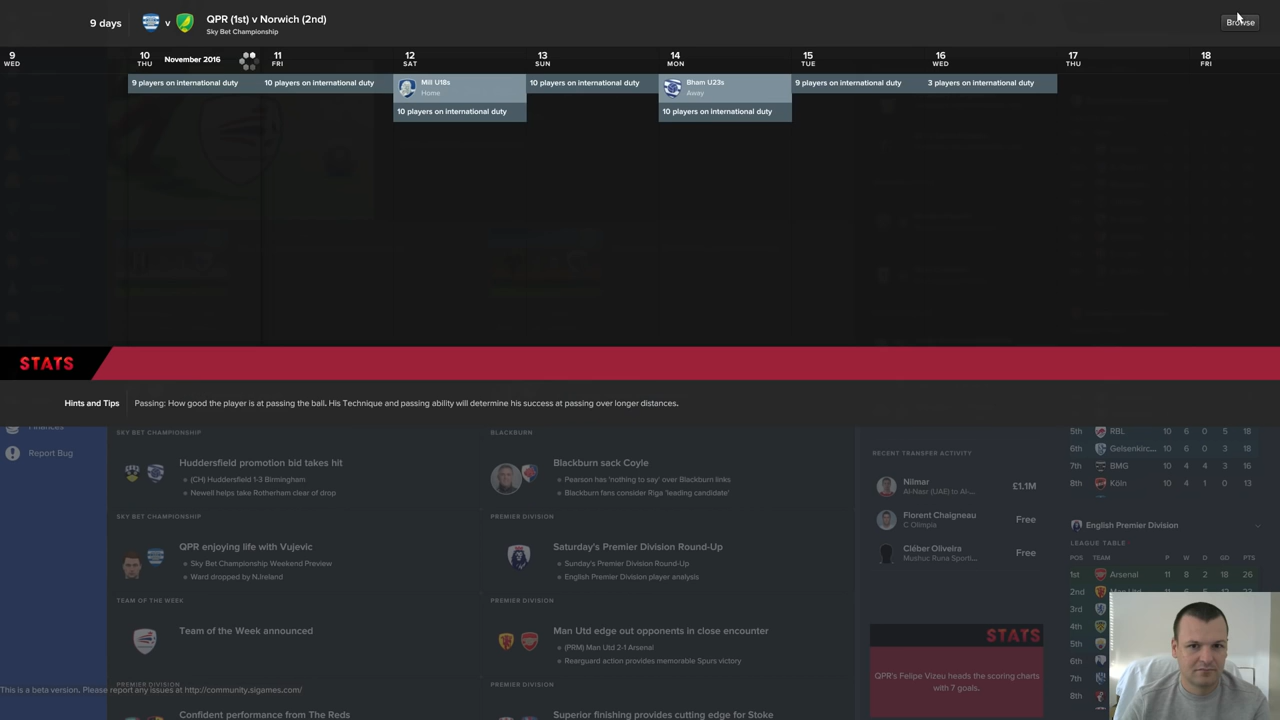 9 days
v
QPR (1st) v Norwich (2nd)
Sky Bet Championship
Browse
9
WED
10
THU
November 2016
11
FRI
12
SAT
13
SUN
14
MON
15
TUE
16
WED
17
THU
18
FRI
9 players on international duty
10 players on international duty
Mill U18s
Home
10 players on international duty
10 players on international duty
Bham U23s
Away
10 players on international duty
9 players on international duty
3 players on international duty
STATS
Hints and Tips
Passing: How good the player is at passing the ball. His Technique and passing ability will determine his success at passing over longer distances.
Finances
Report Bug
SKY BET CHAMPIONSHIP
Huddersfield promotion bid takes hit
(CH) Huddersfield 1-3 Birmingham
Newell helps take Rotherham clear of drop
BLACKBURN
Blackburn sack Coyle
Pearson has 'nothing to say' over Blackburn links
Blackburn fans consider Riga 'leading candidate'
SKY BET CHAMPIONSHIP
QPR enjoying life with Vujevic
Sky Bet Championship Weekend Preview
Ward dropped by N.Ireland
PREMIER DIVISION
Saturday's Premier Division Round-Up
Sunday's Premier Division Round-Up
English Premier Division player analysis
TEAM OF THE WEEK
Team of the Week announced
PREMIER DIVISION
Man Utd edge out opponents in close encounter
(PRM) Man Utd 2-1 Arsenal
Rearguard action provides memorable Spurs victory
PREMIER DIVISION
Confident performance from The Reds
PREMIER DIVISION
Superior finishing provides cutting edge for Stoke
This is a beta version. Please report any issues at http://community.sigames.com/
RECENT TRANSFER ACTIVITY
Nilmar
Al-Nasr (UAE) to Al-...
£1.1M
Florent Chaigneau
C Olimpia
Free
Cléber Oliveira
Mushuc Runa Sporti...
Free
STATS
QPR's Felipe Vizeu heads the scoring charts
with 7 goals.
5th RBL 10 6 0 5 18
6th Gelsenkirc... 10 6 0 3 18
7th BMG 10 4 4 3 16
8th Köln 10 4 1 0 13
English Premier Division
LEAGUE TABLE
POS TEAM P W D GD PTS
1st Arsenal 11 8 2 18 26
2nd Man Utd
3rd
4th
5th
6th
7th
8th